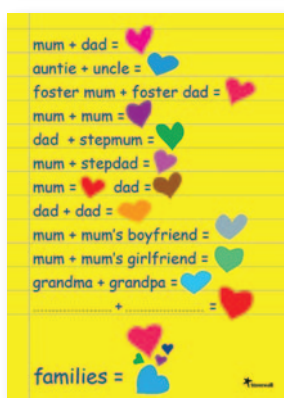 mum + dad =
auntie + uncle =
foster mum + foster dad =
mum + mum =
dad + stepmum =
mum + stepdad =
mum = dad =
dad + dad =
mum + mum's boyfriend =
mum + mum's girlfriend =
grandma + grandpa =
.................... + .................... =
families =
Stonewall